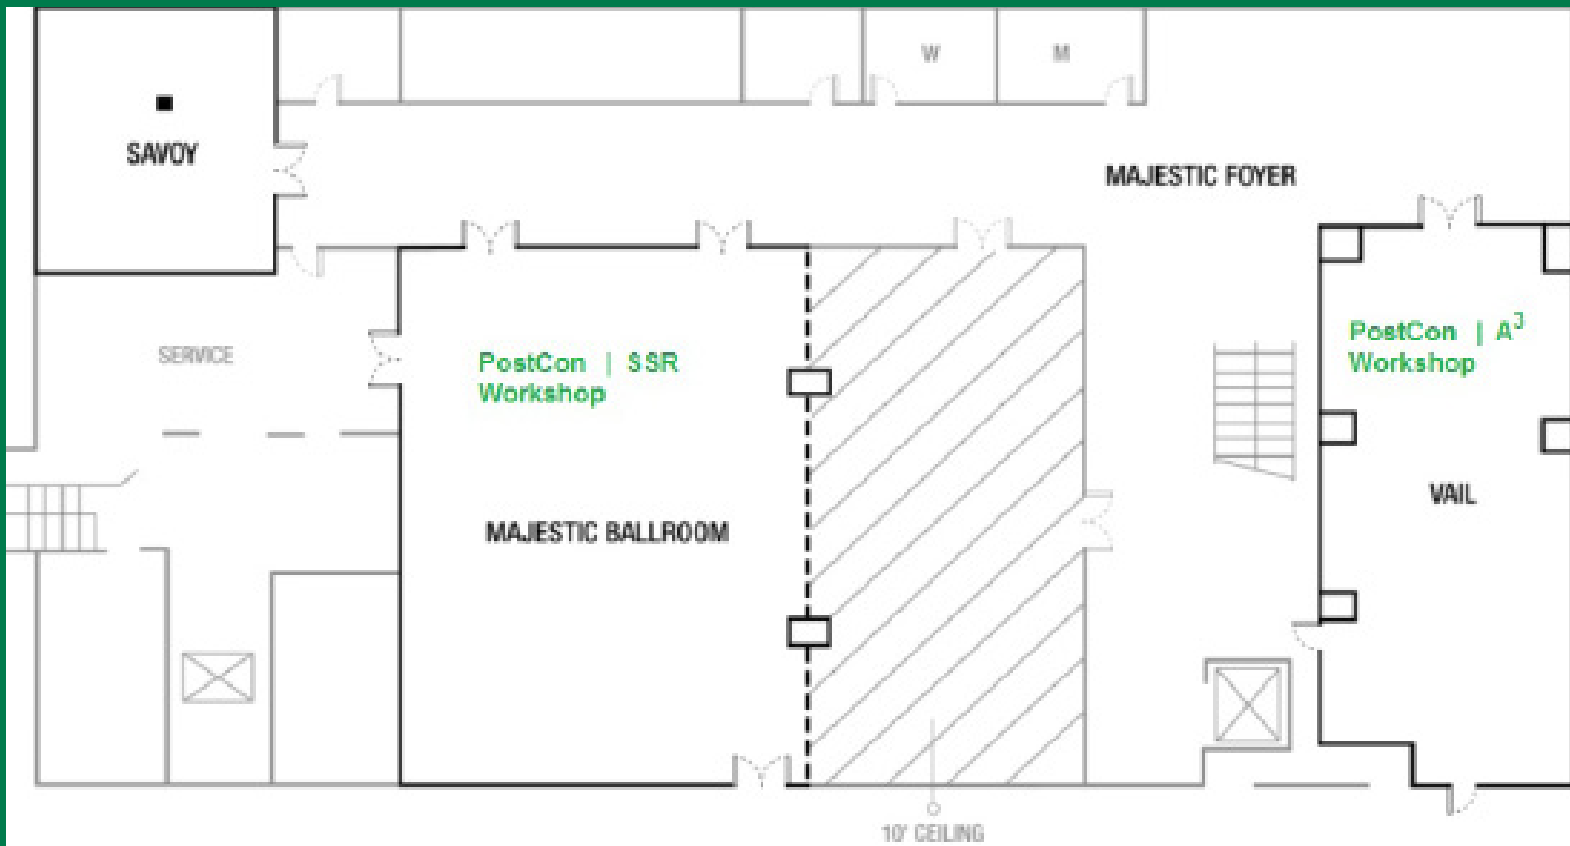 W
M
SAVOY
MAJESTIC FOYER
SERVICE
PostCon | SSR
Workshop
PostCon | A³
Workshop
MAJESTIC BALLROOM
VAIL
10' CEILING